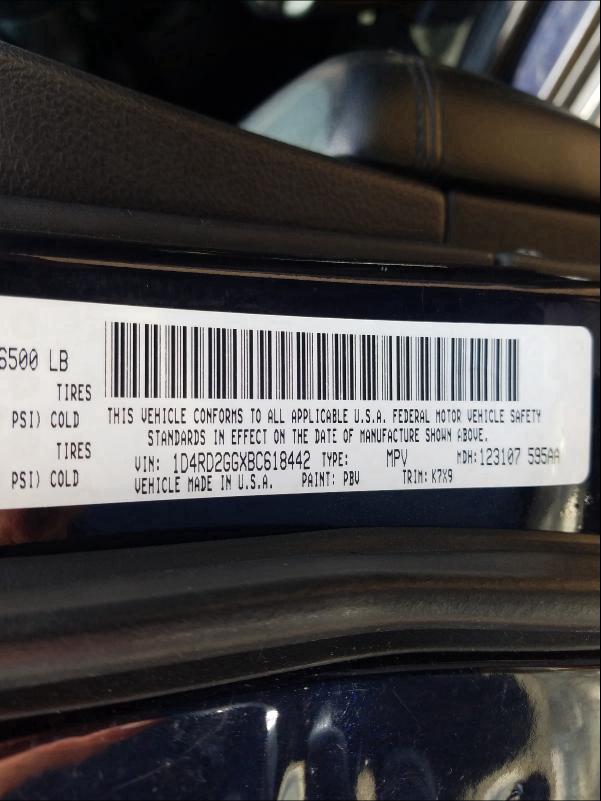 6500 LB
TIRES
PSI) COLD
TIRES
PSI) COLD
THIS VEHICLE CONFORMS TO ALL APPLICABLE U.S.A. FEDERAL MOTOR VEHICLE SAFETY
STANDARDS IN EFFECT ON THE DATE OF MANUFACTURE SHOWN ABOVE.
VIN: 1D4RD2GGXBC618442 TYPE: MPV MDH:123107 595AA
VEHICLE MADE IN U.S.A. PAINT: PBV TRIM: K7X9